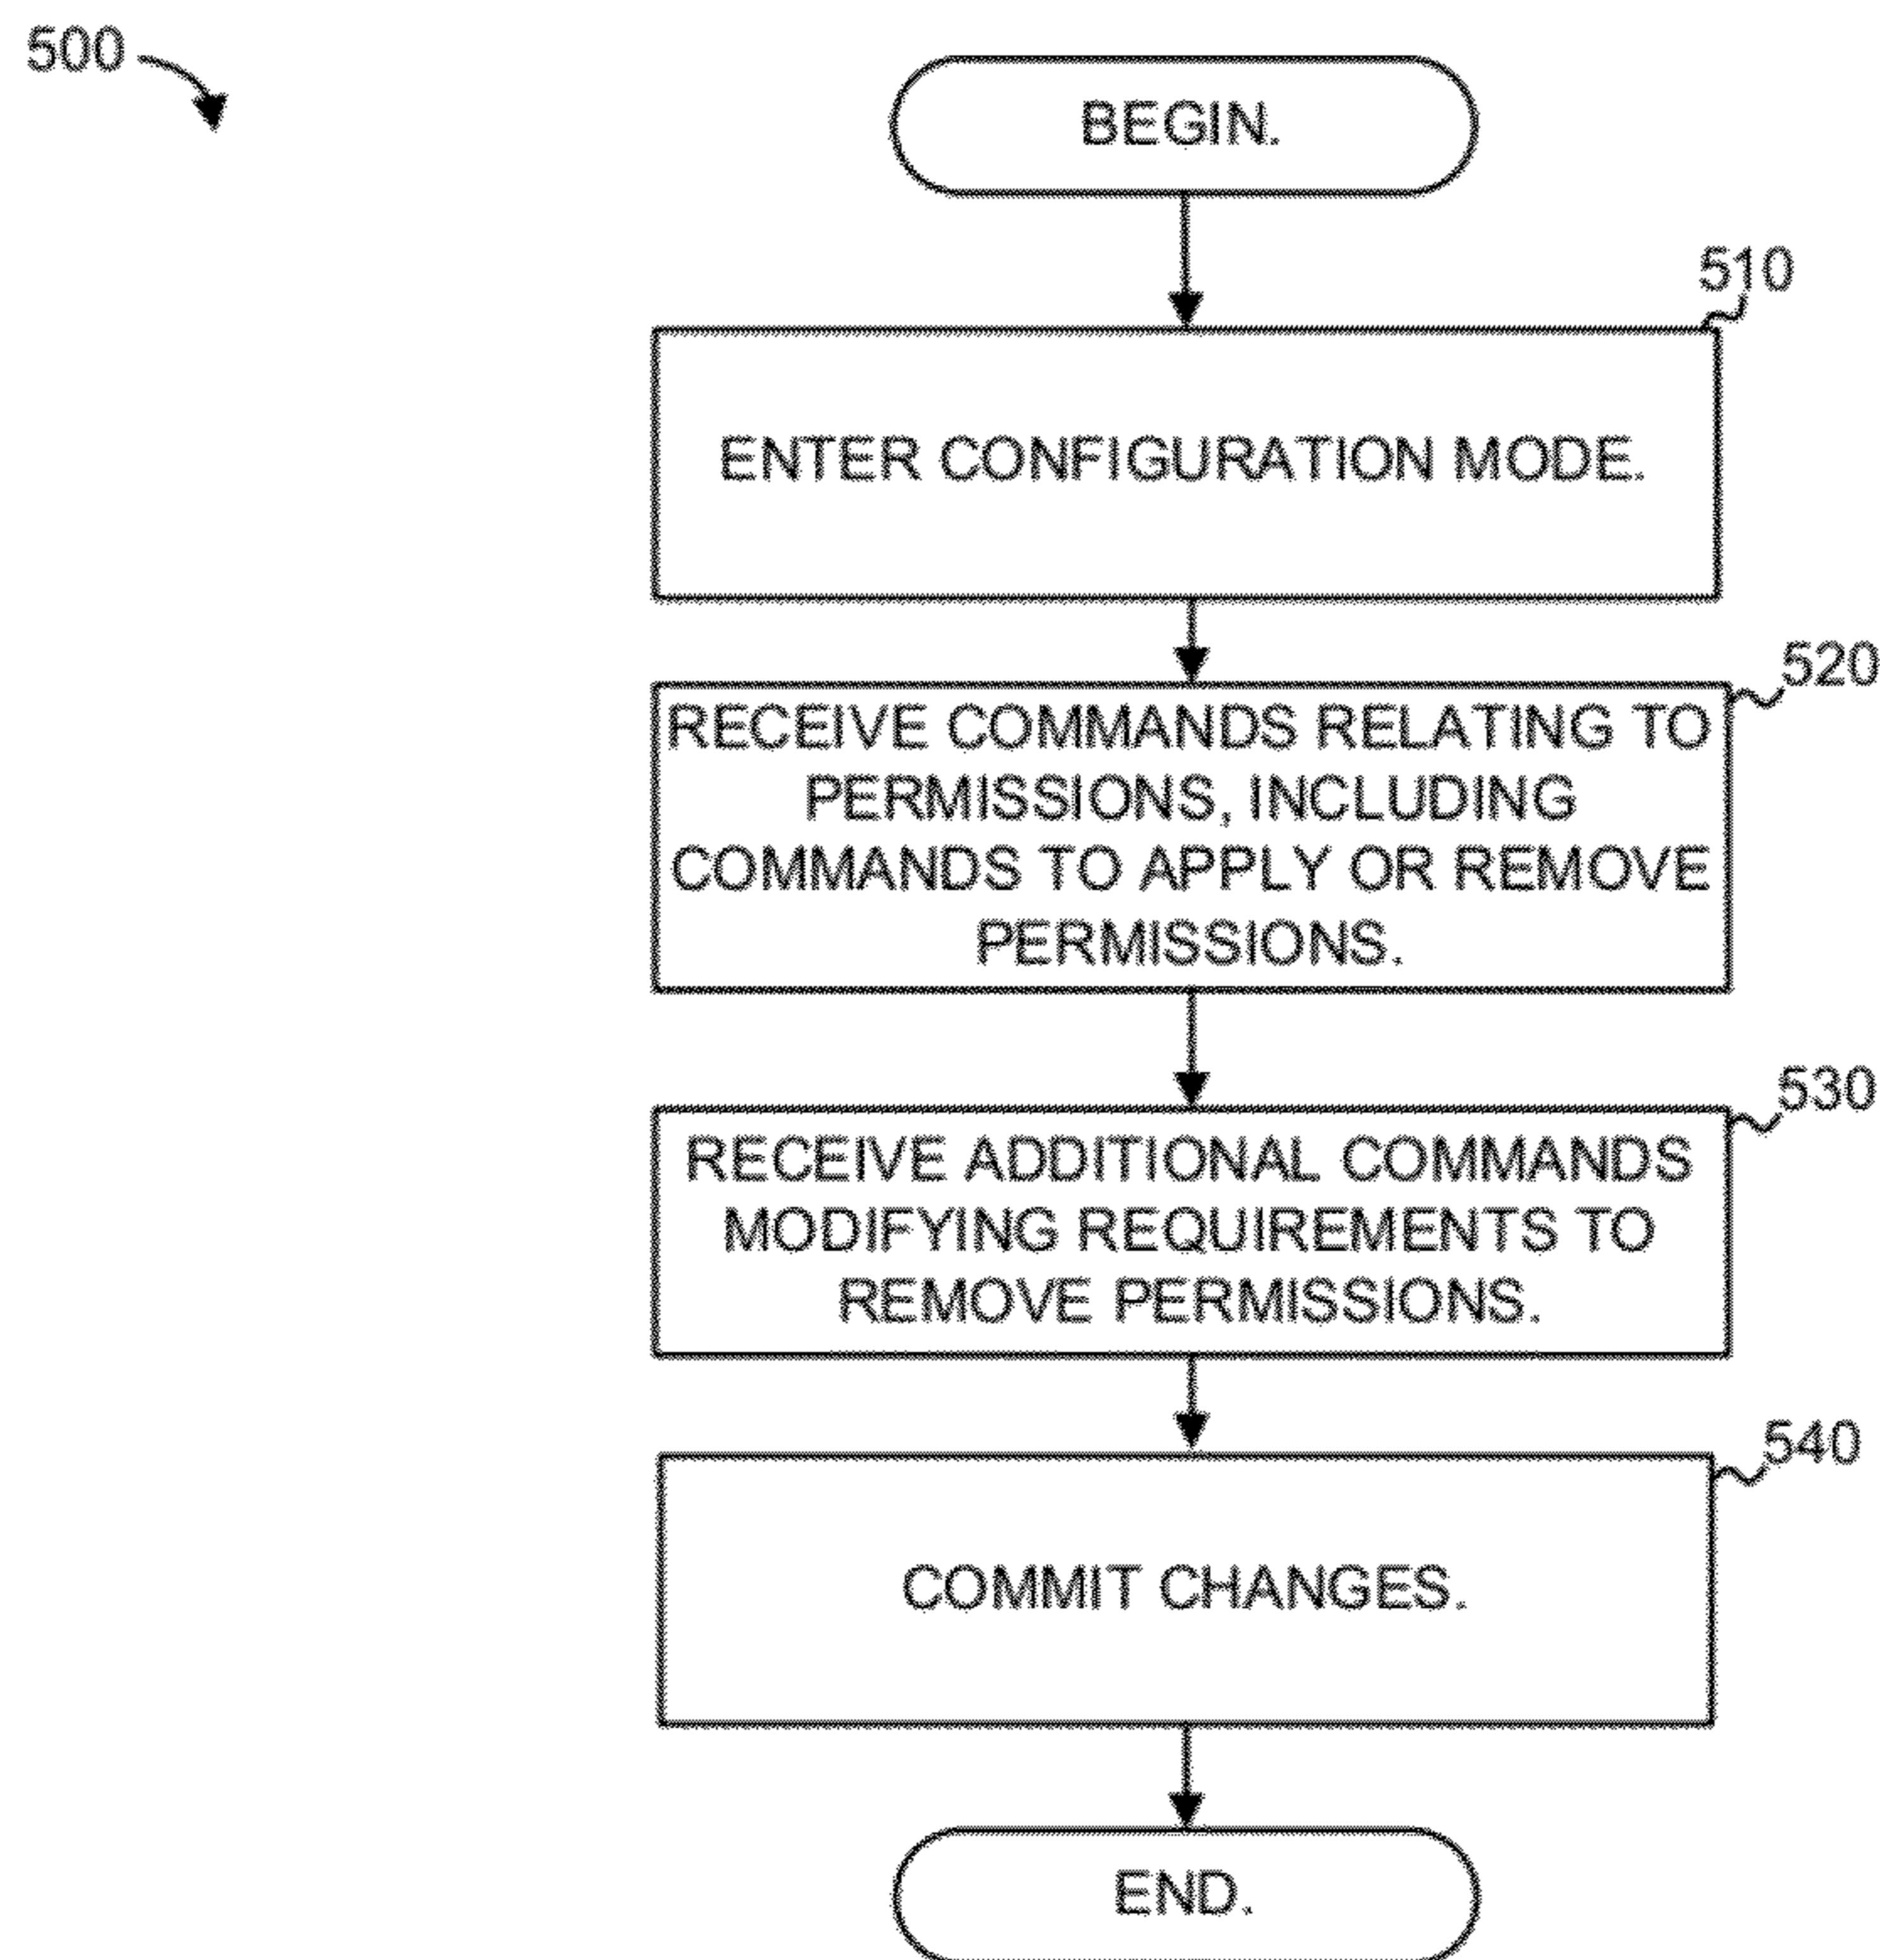 500
BEGIN.
510
ENTER CONFIGURATION MODE.
520
RECEIVE COMMANDS RELATING TO
PERMISSIONS, INCLUDING
COMMANDS TO APPLY OR REMOVE
PERMISSIONS.
530
RECEIVE ADDITIONAL COMMANDS
MODIFYING REQUIREMENTS TO
REMOVE PERMISSIONS.
540
COMMIT CHANGES.
END.